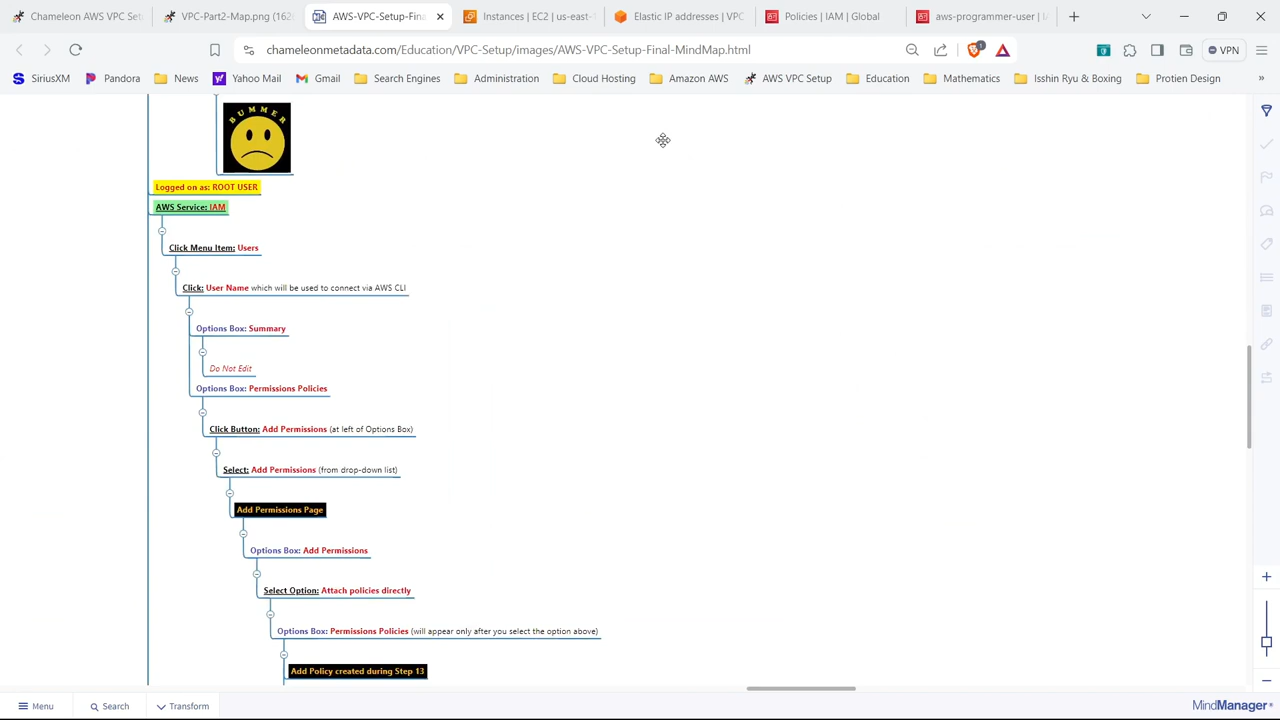 Chameleon AWS VPC Set
VPC-Part2-Map.png (162
AWS-VPC-Setup-Final
Instances | EC2 | us-east-1
Elastic IP addresses | VPC
Policies | IAM | Global
aws-programmer-user | I
chameleonmetadata.com/Education/VPC-Setup/images/AWS-VPC-Setup-Final-MindMap.html
1
VPN
SiriusXM
Pandora
News
Yahoo Mail
Gmail
Search Engines
Administration
Cloud Hosting
Amazon AWS
AWS VPC Setup
Education
Mathematics
Isshin Ryu & Boxing
Protien Design
»
BUMMER
Logged on as: ROOT USER
AWS Service: IAM
Click Menu Item: Users
Click: User Name which will be used to connect via AWS CLI
Options Box: Summary
Do Not Edit
Options Box: Permissions Policies
Click Button: Add Permissions (at left of Options Box)
Select: Add Permissions (from drop-down list)
Add Permissions Page
Options Box: Add Permissions
Select Option: Attach policies directly
Options Box: Permissions Policies (will appear only after you select the option above)
Add Policy created during Step 13
Menu
Search
Transform
MindManager